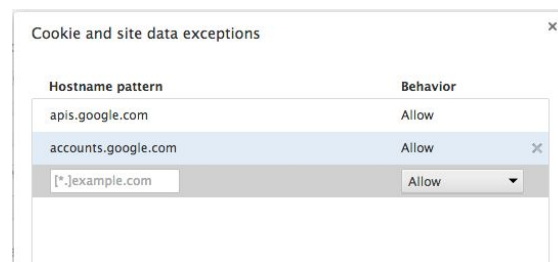 Cookie and site data exceptions
Hostname pattern Behavior
apis.google.com Allow
accounts.google.com Allow
[*.]example.com Allow